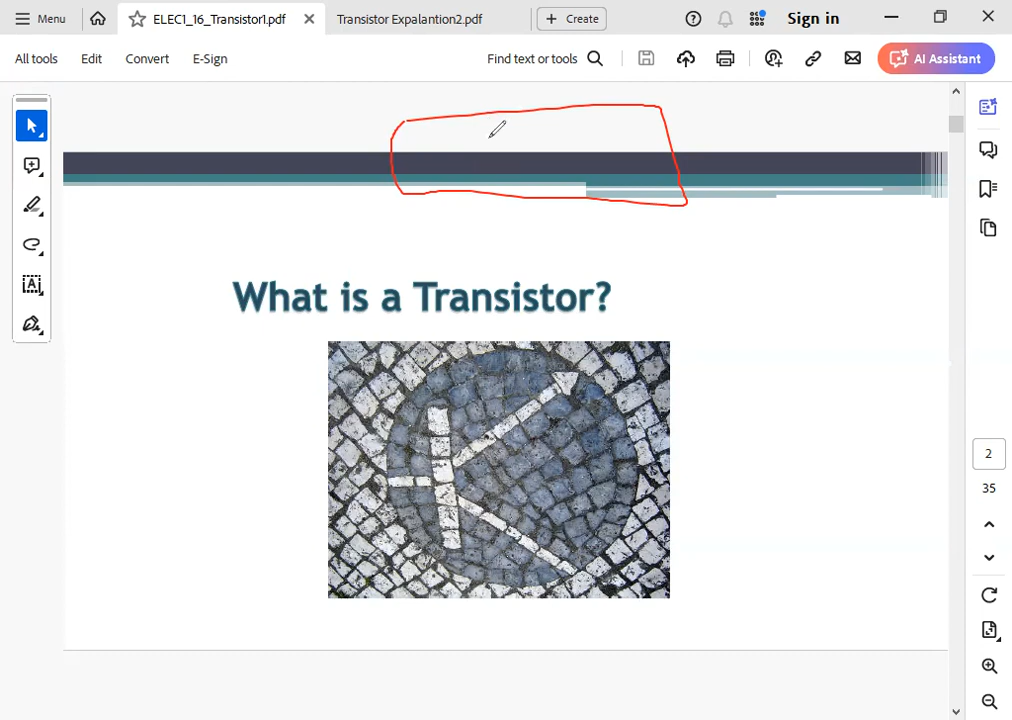 Menu
ELEC1_16_Transistor1.pdf
Transistor Expalantion2.pdf
Create
Sign in
All tools
Edit
Convert
E-Sign
Find text or tools
AI Assistant
What is a Transistor?
2
35